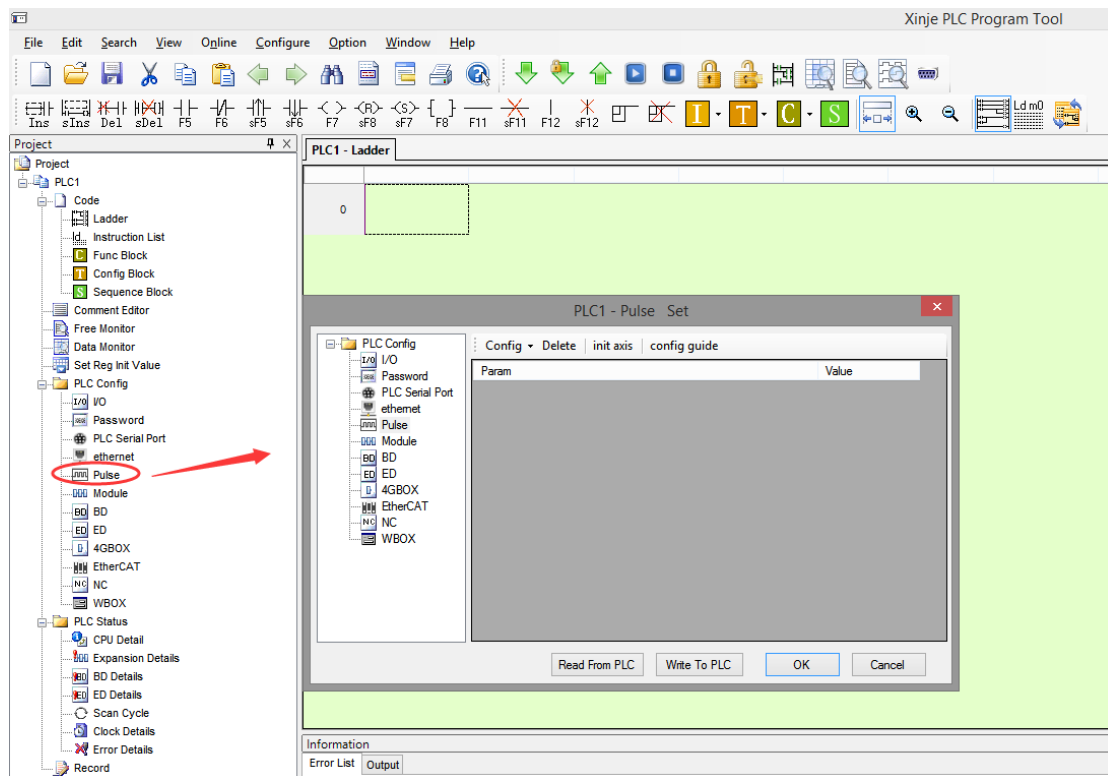 Xinje PLC Program Tool
File Edit Search View Online Configure Option Window Help
Ins sIns Del sDel F5 F6 sF5 sF6 F7 sF8 sF7 F8 F11 sF11 F12 sF12 I T C S Ld m0
Project
PLC1 - Ladder
Project
PLC1
Code
Ladder
Instruction List
Func Block
Config Block
Sequence Block
Comment Editor
Free Monitor
Data Monitor
Set Reg Init Value
PLC Config
I/O
Password
PLC Serial Port
ethernet
Pulse
Module
BD
ED
4GBOX
EtherCAT
NC
WBOX
PLC Status
CPU Detail
Expansion Details
BD Details
ED Details
Scan Cycle
Clock Details
Error Details
Record
0
PLC1 - Pulse Set
PLC Config
I/O
Password
PLC Serial Port
ethernet
Pulse
Module
BD
ED
4GBOX
EtherCAT
NC
WBOX
Config Delete init axis config guide
Param Value
Read From PLC Write To PLC OK Cancel
Information
Error List Output